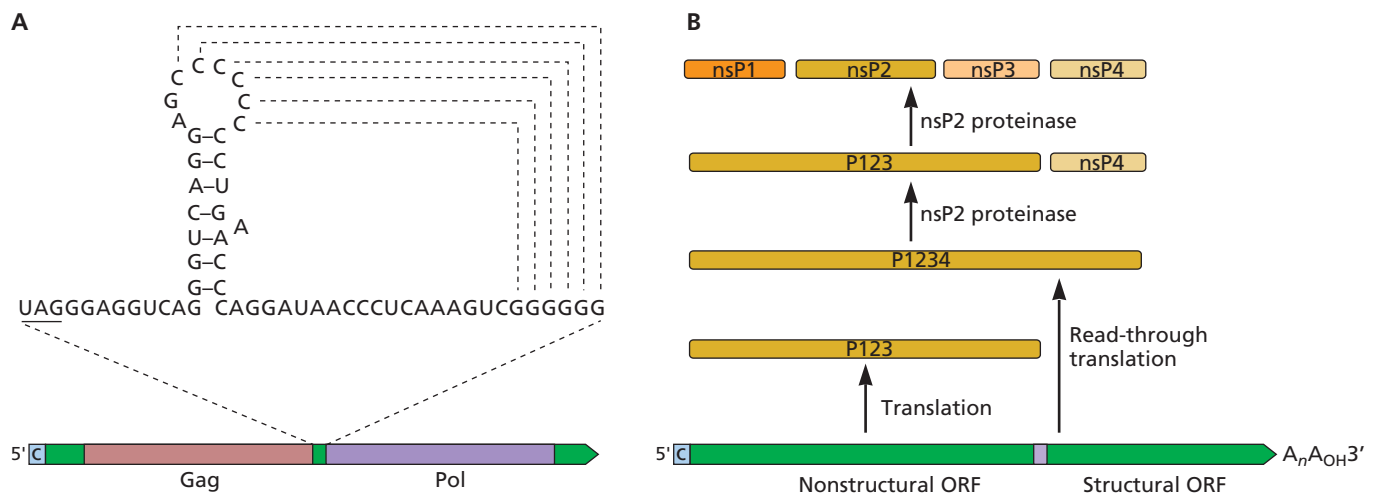 A
C C
C C
G C
A C
G–C
G–C
A–U
C–G
A
U–A
G–C
G–C
UAGGGAGGUCAG CAGGAUAACCCUCAAAGUCGGGGGG
5' C
Gag Pol
B
nsP1 nsP2 nsP3 nsP4
nsP2 proteinase
P123 nsP4
nsP2 proteinase
P1234
P123
Read-through
translation
Translation
5' C
AnAOH3′
Nonstructural ORF Structural ORF